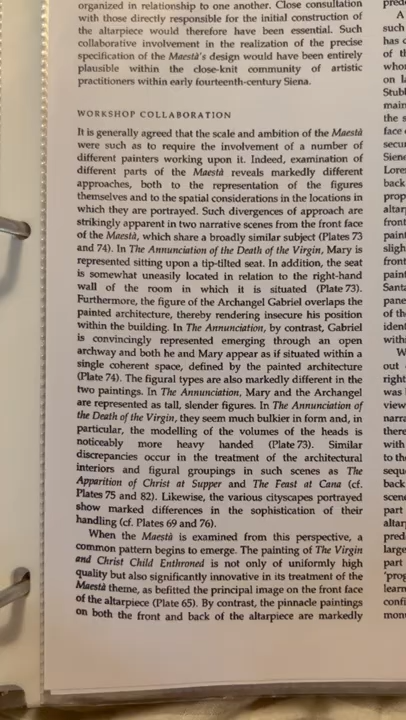 organized in relationship to one another. Close consultation
with those directly responsible for the initial construction of
the altarpiece would therefore have been essential. Such
collaborative involvement in the realization of the precise
specification of the Maestà's design would have been entirely
plausible within the close-knit community of artistic
practitioners within early fourteenth-century Siena.
WORKSHOP COLLABORATION
It is generally agreed that the scale and ambition of the Maestà
were such as to require the involvement of a number of
different painters working upon it. Indeed, examination of
different parts of the Maestà reveals markedly different
approaches, both to the representation of the figures
themselves and to the spatial considerations in the locations in
which they are portrayed. Such divergences of approach are
strikingly apparent in two narrative scenes from the front face
of the Maestà, which share a broadly similar subject (Plates 73
and 74). In The Annunciation of the Death of the Virgin, Mary is
represented sitting upon a tip-tilted seat. In addition, the seat
is somewhat uneasily located in relation to the right-hand
wall of the room in which it is situated (Plate 73).
Furthermore, the figure of the Archangel Gabriel overlaps the
painted architecture, thereby rendering insecure his position
within the building. In The Annunciation, by contrast, Gabriel
is convincingly represented emerging through an open
archway and both he and Mary appear as if situated within a
single coherent space, defined by the painted architecture
(Plate 74). The figural types are also markedly different in the
two paintings. In The Annunciation, Mary and the Archangel
are represented as tall, slender figures. In The Annunciation of
the Death of the Virgin, they seem much bulkier in form and, in
particular, the modelling of the volumes of the heads is
noticeably more heavy handed (Plate 73). Similar
discrepancies occur in the treatment of the architectural
interiors and figural groupings in such scenes as The
Apparition of Christ at Supper and The Feast at Cana (cf.
Plates 75 and 82). Likewise, the various cityscapes portrayed
show marked differences in the sophistication of their
handling (cf. Plates 69 and 76).
When the Maestà is examined from this perspective, a
common pattern begins to emerge. The painting of The Virgin
and Christ Child Enthroned is not only of uniformly high
quality but also significantly innovative in its treatment of the
Maestà theme, as befitted the principal image on the front face
of the altarpiece (Plate 65). By contrast, the pinnacle paintings
on both the front and back of the altarpiece are markedly